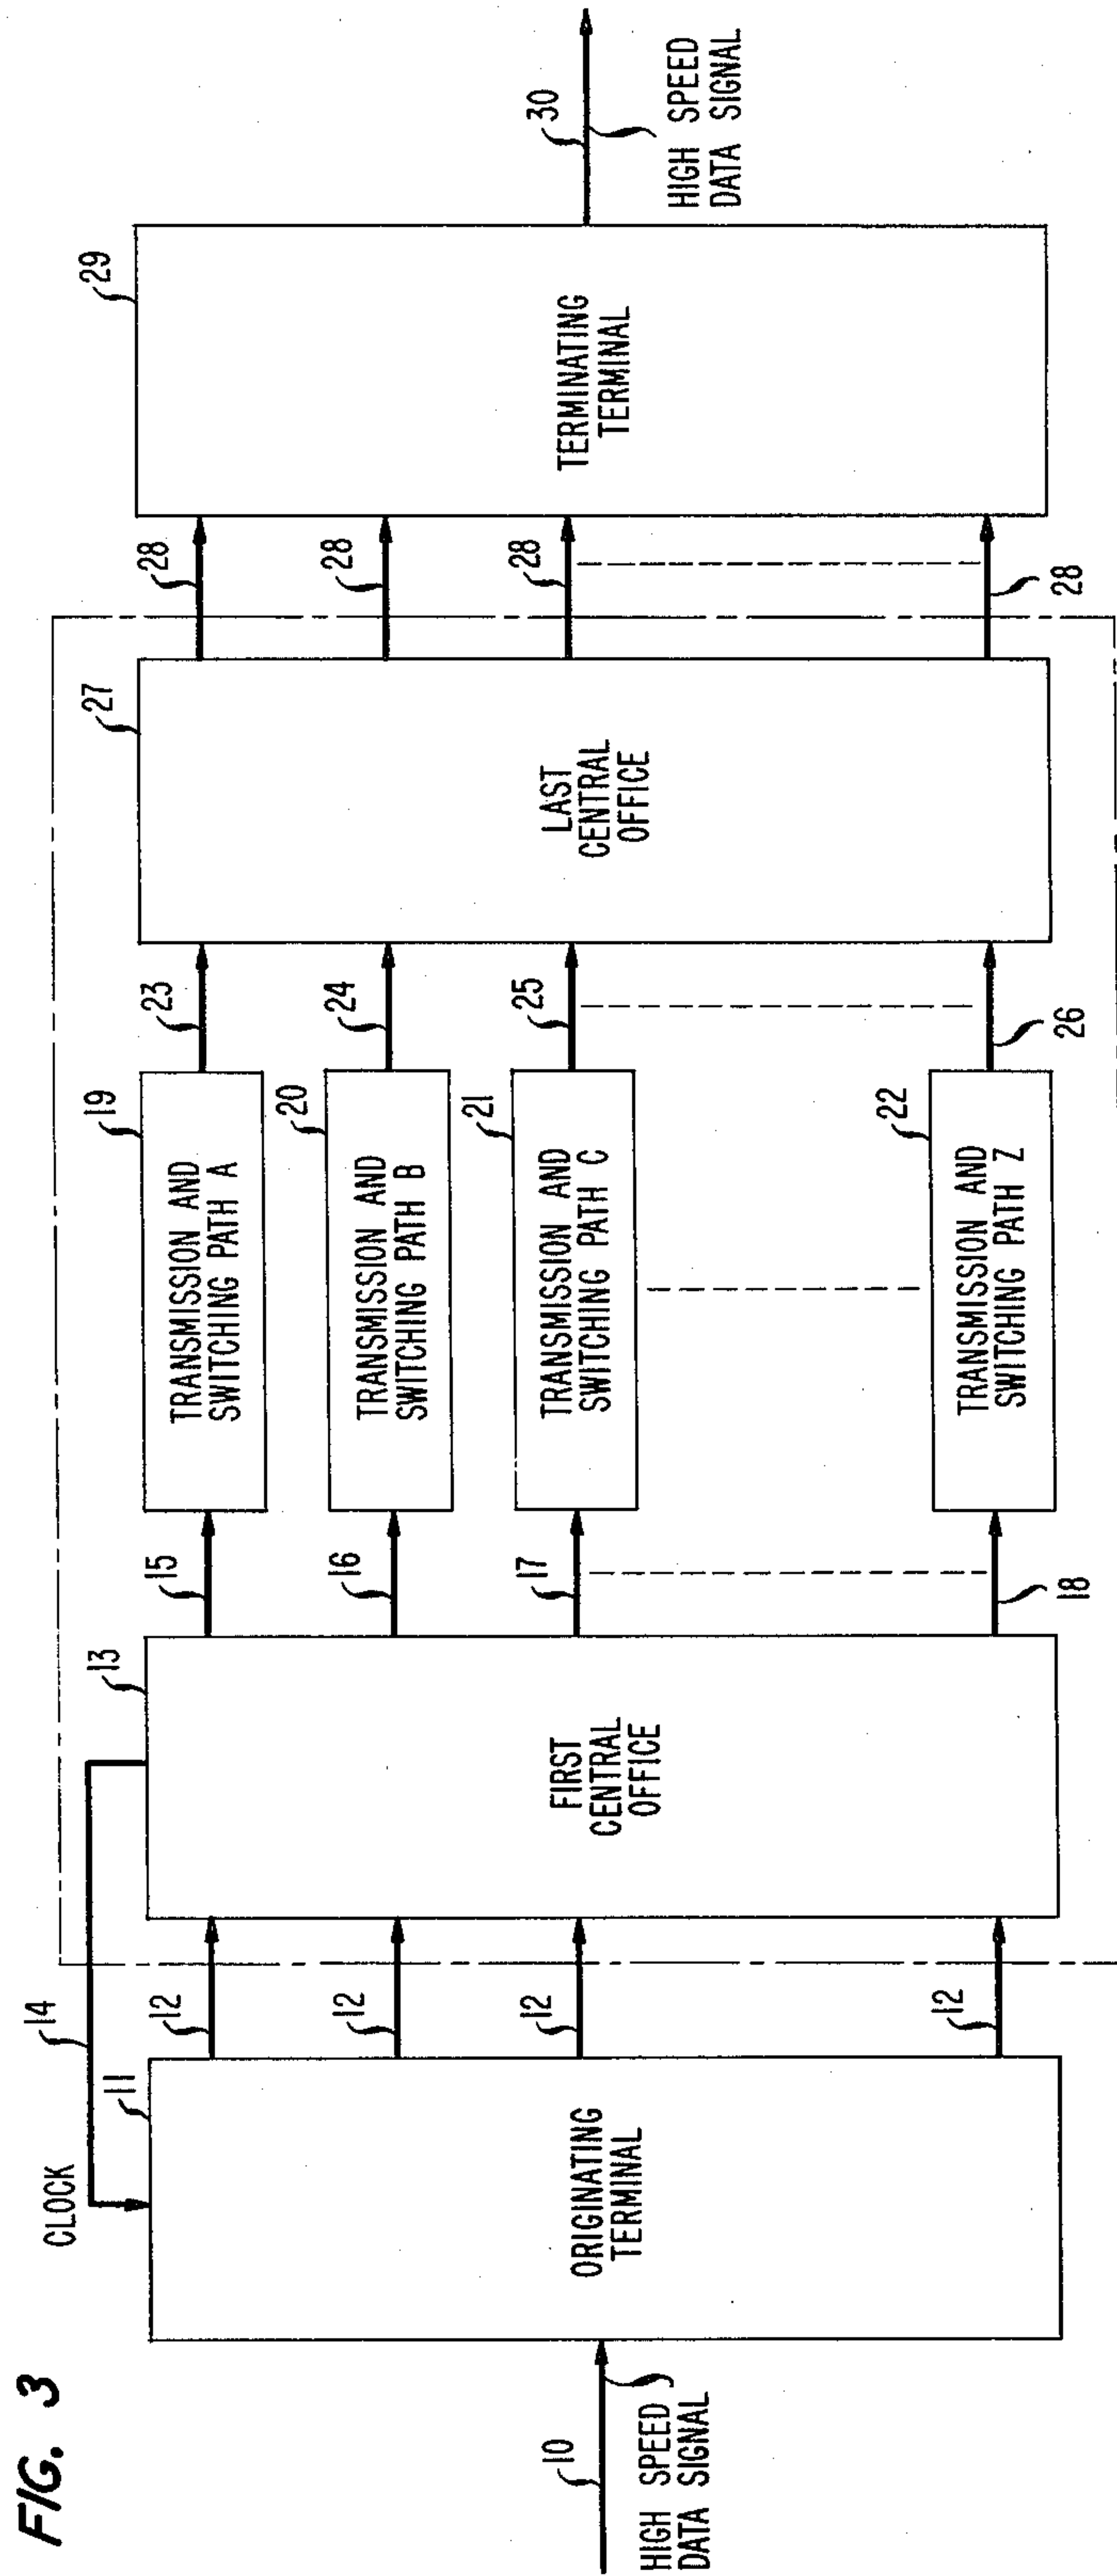 FIG. 3
10
HIGH SPEED
DATA SIGNAL
CLOCK
14
11
ORIGINATING
TERMINAL
12
12
12
12
13
FIRST
CENTRAL
OFFICE
15
16
17
18
19
TRANSMISSION AND
SWITCHING PATH A
20
TRANSMISSION AND
SWITCHING PATH B
21
TRANSMISSION AND
SWITCHING PATH C
22
TRANSMISSION AND
SWITCHING PATH Z
23
24
25
26
27
LAST
CENTRAL
OFFICE
28
28
28
28
29
TERMINATING
TERMINAL
30
HIGH SPEED
DATA SIGNAL